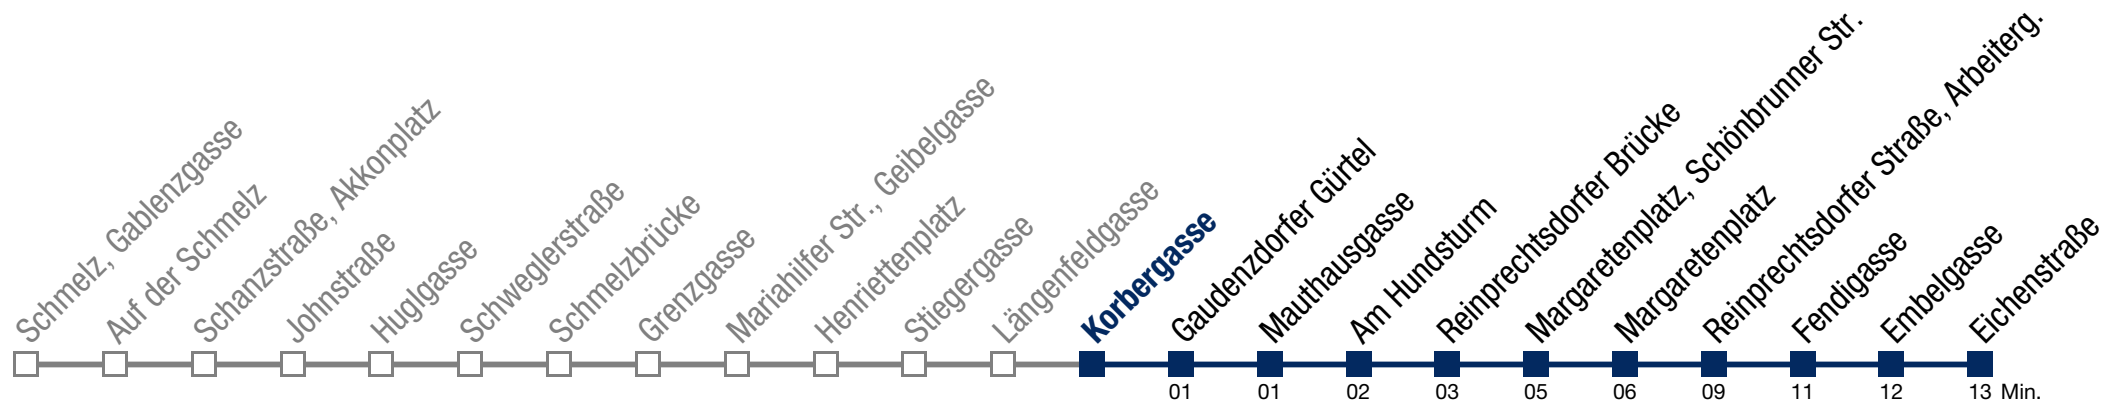 Schmelz, Gablenzgasse
Auf der Schmelz
Schanzstraße, Akkonplatz
Johnstraße
Huglgasse
Schweglerstraße
Schmelzbrücke
Grenzgasse
Mariahilfer Str., Geibelgasse
Henriettenplatz
Stiegergasse
Längenfeldgasse
Korbergasse
Gaudenzdorfer Gürtel
Mauthausgasse
Am Hundsturm
Reinprechtsdorfer Brücke
Margaretenplatz, Schönbrunner Str.
Margaretenplatz
Reinprechtsdorfer Straße, Arbeiterg.
Fendigasse
Embelgasse
Eichenstraße
01 01 02 03 05 06 09 11 12 13 Min.